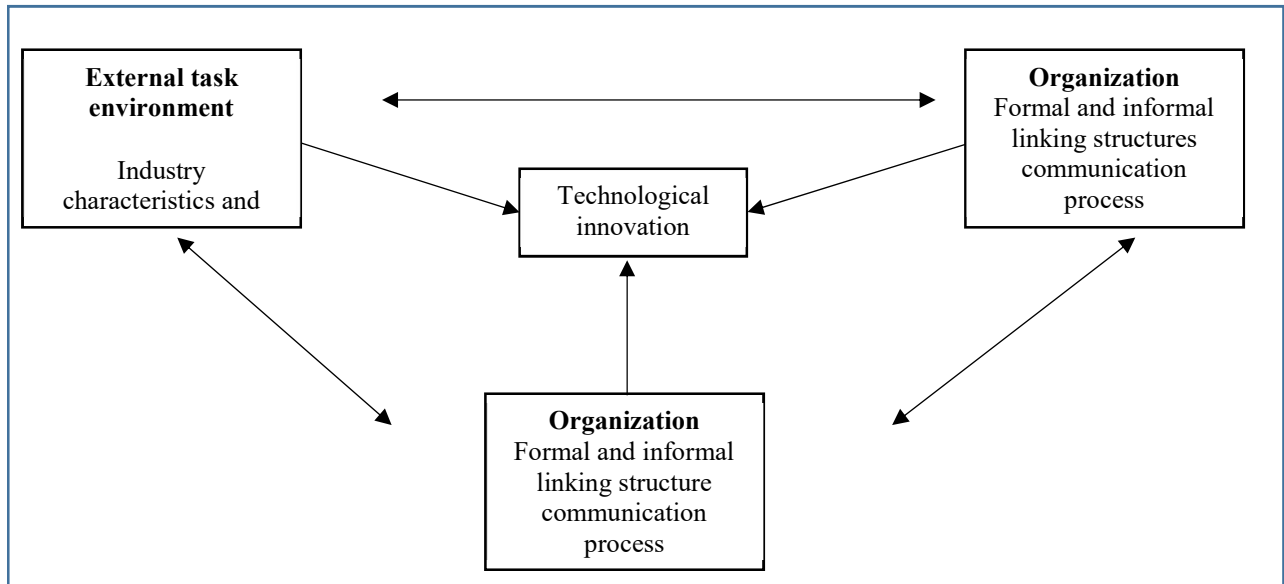 External task
environment
Industry
characteristics and
Organization
Formal and informal
linking structures
communication
process
Technological
innovation
Organization
Formal and informal
linking structure
communication
process